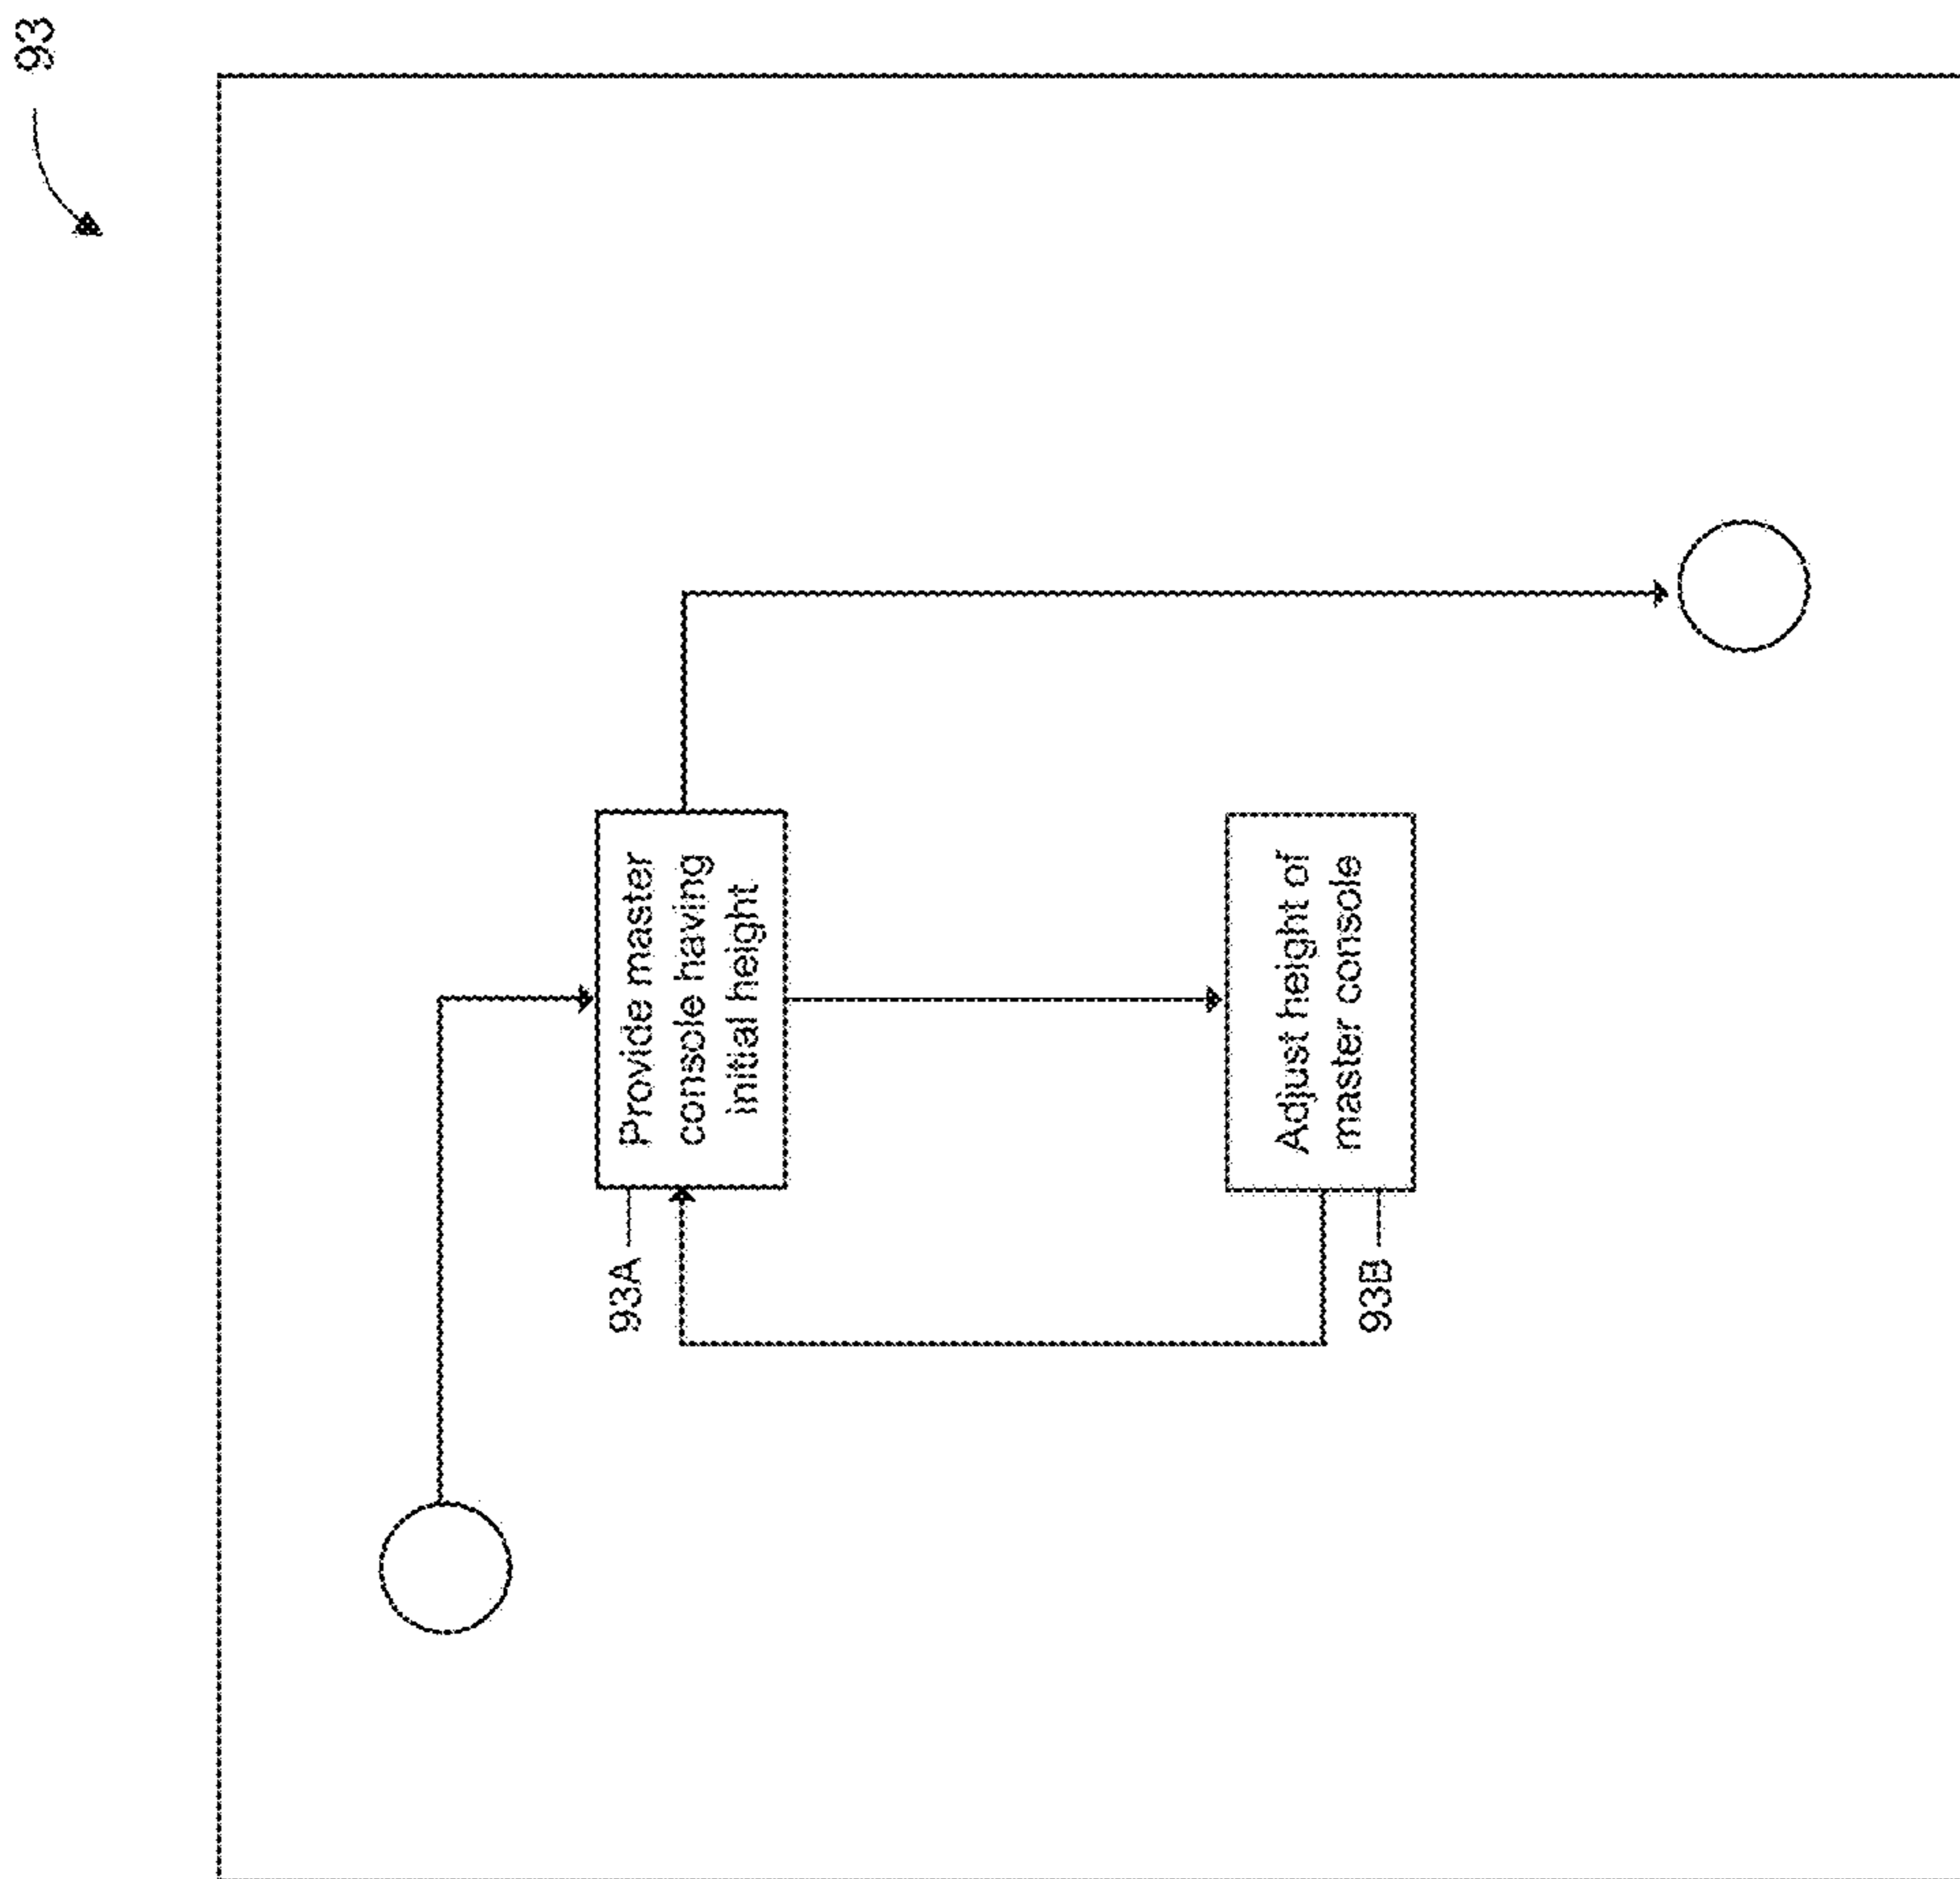 93
Provide master
console having
initial height
93A
Adjust height of
master console
93B